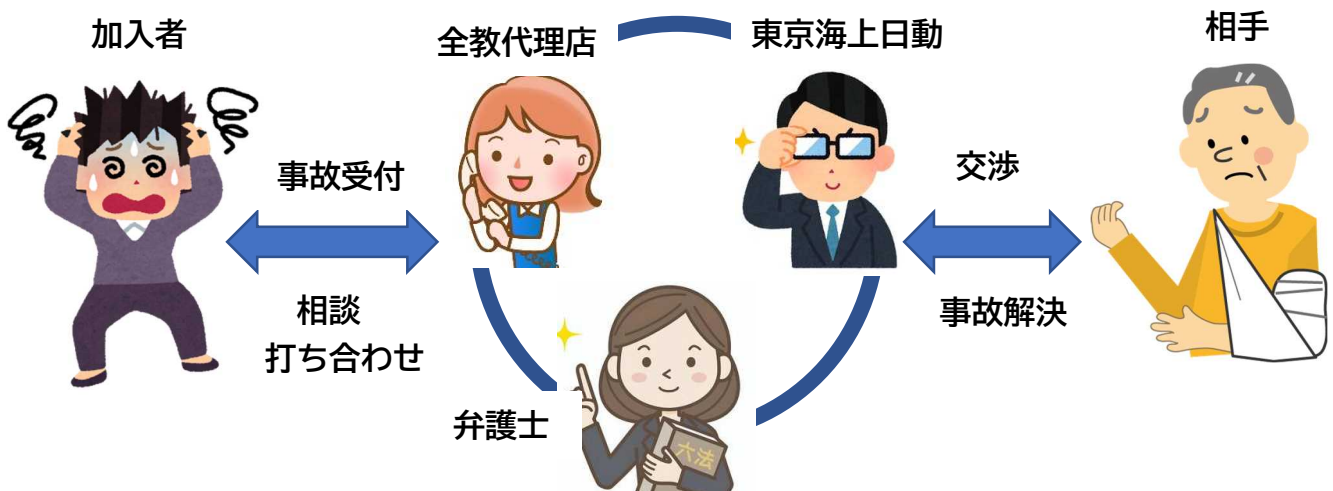 加入者
全教代理店
東京海上日動
相手
事故受付
交渉
相談
打ち合わせ
事故解決
弁護士
六法